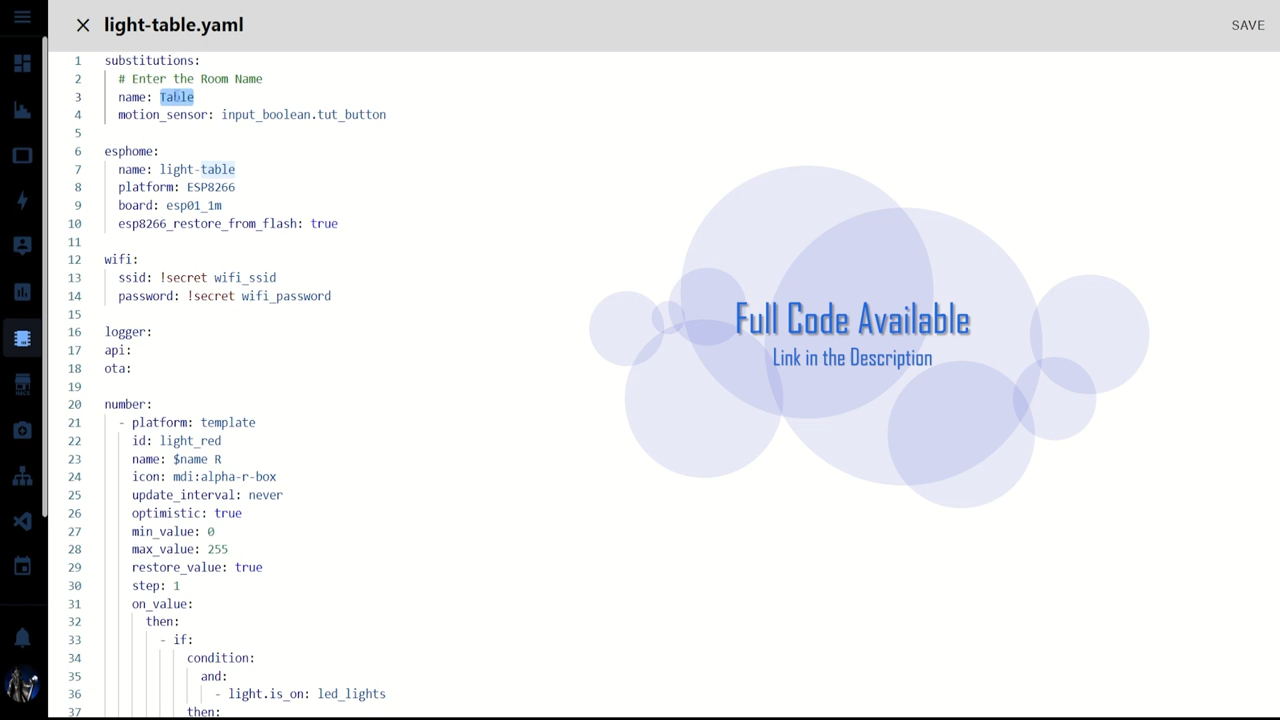 light-table.yaml
SAVE
1 substitutions:
2 # Enter the Room Name
3 name: Table
4 motion_sensor: input_boolean.tut_button
5
6 esphome:
7 name: light-table
8 platform: ESP8266
9 board: esp01_1m
10 esp8266_restore_from_flash: true
11
12 wifi:
13 ssid: !secret wifi_ssid
14 password: !secret wifi_password
15
16 logger:
17 api:
18 ota:
19
20 number:
21 - platform: template
22 id: light_red
23 name: $name R
24 icon: mdi:alpha-r-box
25 update_interval: never
26 optimistic: true
27 min_value: 0
28 max_value: 255
29 restore_value: true
30 step: 1
31 on_value:
32 then:
33 - if:
34 condition:
35 and:
36 - light.is_on: led_lights
37 then:
Full Code Available
Link in the Description